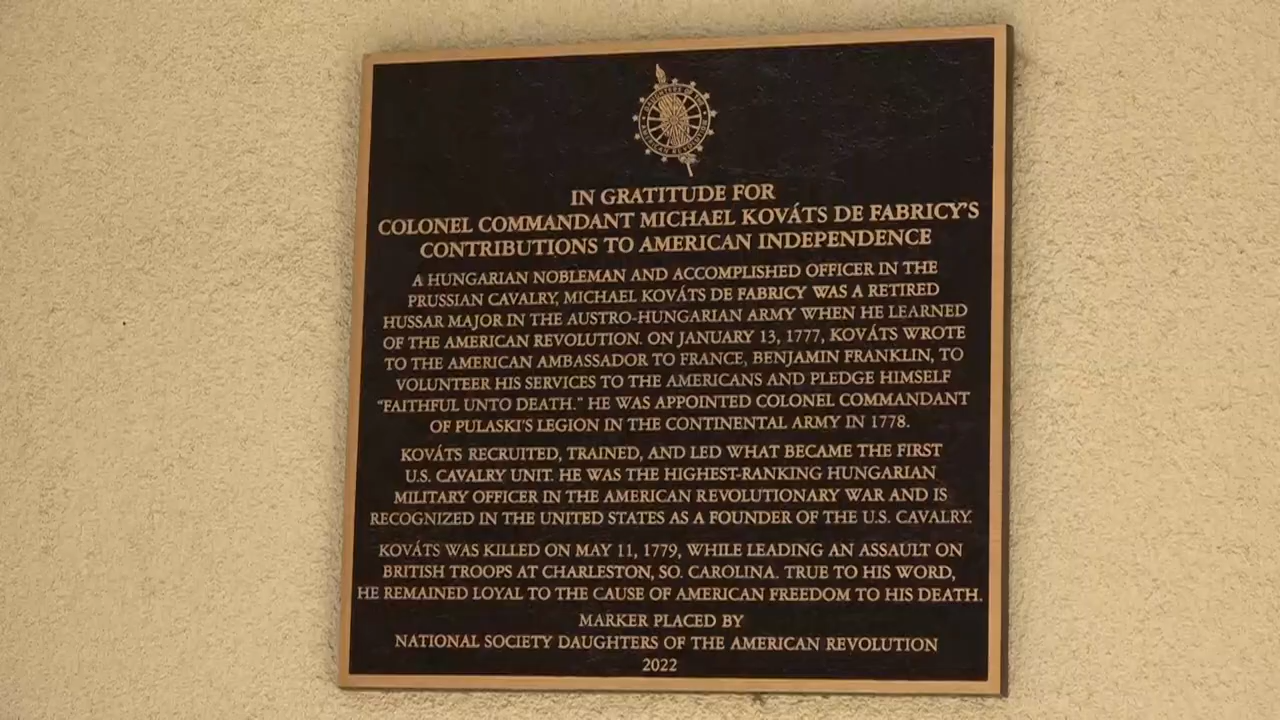 DAUGHTERS OF THE
AMERICAN REVOLUTION
IN GRATITUDE FOR
COLONEL COMMANDANT MICHAEL KOVÁTS DE FABRICY'S
CONTRIBUTIONS TO AMERICAN INDEPENDENCE
A HUNGARIAN NOBLEMAN AND ACCOMPLISHED OFFICER IN THE
PRUSSIAN CAVALRY, MICHAEL KOVÁTS DE FABRICY WAS A RETIRED
HUSSAR MAJOR IN THE AUSTRO-HUNGARIAN ARMY WHEN HE LEARNED
OF THE AMERICAN REVOLUTION. ON JANUARY 13, 1777, KOVÁTS WROTE
TO THE AMERICAN AMBASSADOR TO FRANCE, BENJAMIN FRANKLIN, TO
VOLUNTEER HIS SERVICES TO THE AMERICANS AND PLEDGE HIMSELF
"FAITHFUL UNTO DEATH." HE WAS APPOINTED COLONEL COMMANDANT
OF PULASKI'S LEGION IN THE CONTINENTAL ARMY IN 1778.
KOVÁTS RECRUITED, TRAINED, AND LED WHAT BECAME THE FIRST
U.S. CAVALRY UNIT. HE WAS THE HIGHEST-RANKING HUNGARIAN
MILITARY OFFICER IN THE AMERICAN REVOLUTIONARY WAR AND IS
RECOGNIZED IN THE UNITED STATES AS A FOUNDER OF THE U.S. CAVALRY.
KOVÁTS WAS KILLED ON MAY 11, 1779, WHILE LEADING AN ASSAULT ON
BRITISH TROOPS AT CHARLESTON, SO. CAROLINA. TRUE TO HIS WORD,
HE REMAINED LOYAL TO THE CAUSE OF AMERICAN FREEDOM TO HIS DEATH.
MARKER PLACED BY
NATIONAL SOCIETY DAUGHTERS OF THE AMERICAN REVOLUTION
2022